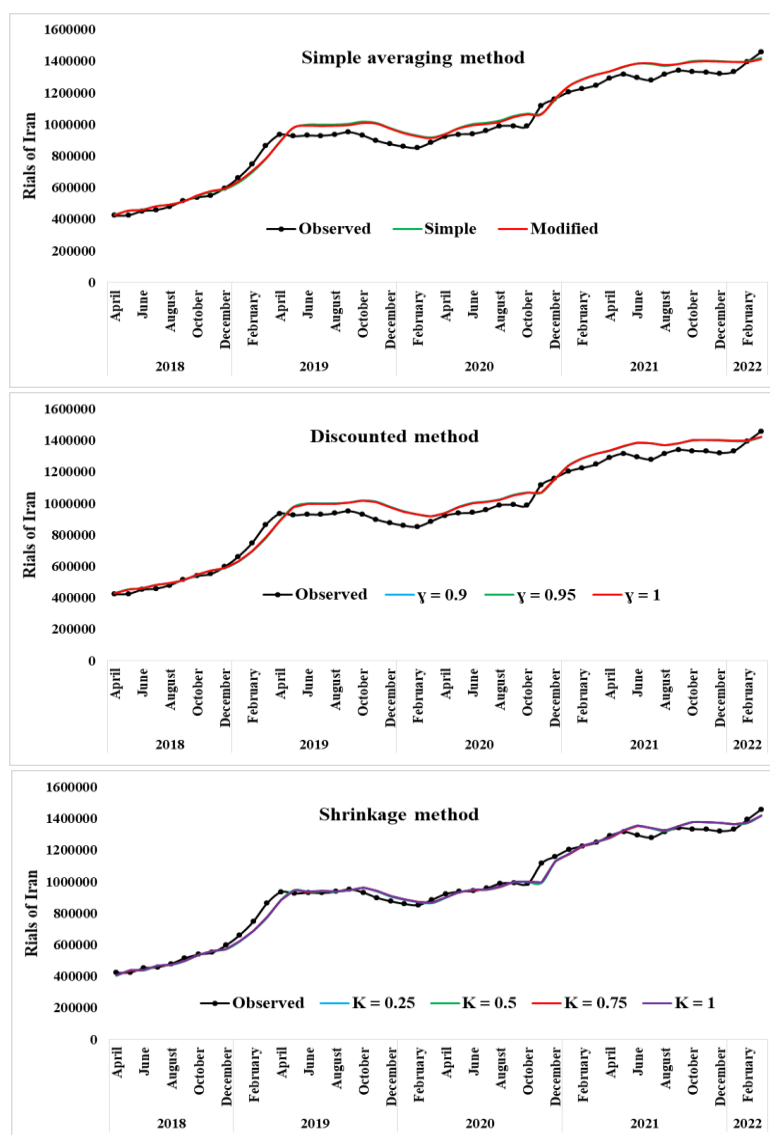 Simple averaging method
Rials of Iran
1600000
1400000
1200000
1000000
800000
600000
400000
200000
0
Observed Simple Modified
April June August October December February April June August October December February April June August October December February April June August October December February
2018 2019 2020 2021 2022
Discounted method
Rials of Iran
1600000
1400000
1200000
1000000
800000
600000
400000
200000
0
Observed ɣ = 0.9 ɣ = 0.95 ɣ = 1
April June August October December February April June August October December February April June August October December February April June August October December February
2018 2019 2020 2021 2022
Shrinkage method
Rials of Iran
1600000
1400000
1200000
1000000
800000
600000
400000
200000
0
Observed K = 0.25 K = 0.5 K = 0.75 K = 1
April June August October December February April June August October December February April June August October December February April June August October December February
2018 2019 2020 2021 2022